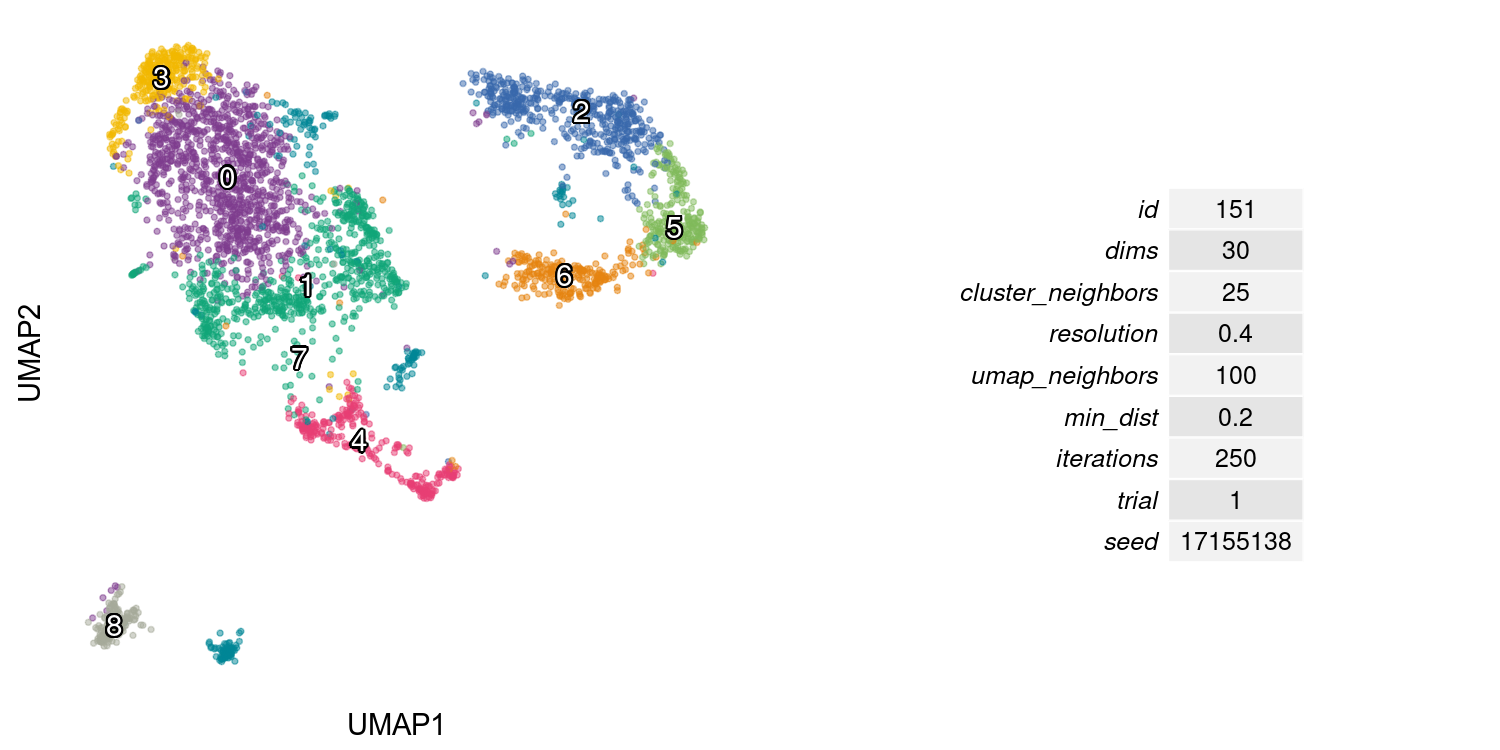 3
2
0
5
6
1
7
4
8
UMAP2
UMAP1
id 151
dims 30
cluster_neighbors 25
resolution 0.4
umap_neighbors 100
min_dist 0.2
iterations 250
trial 1
seed 17155138